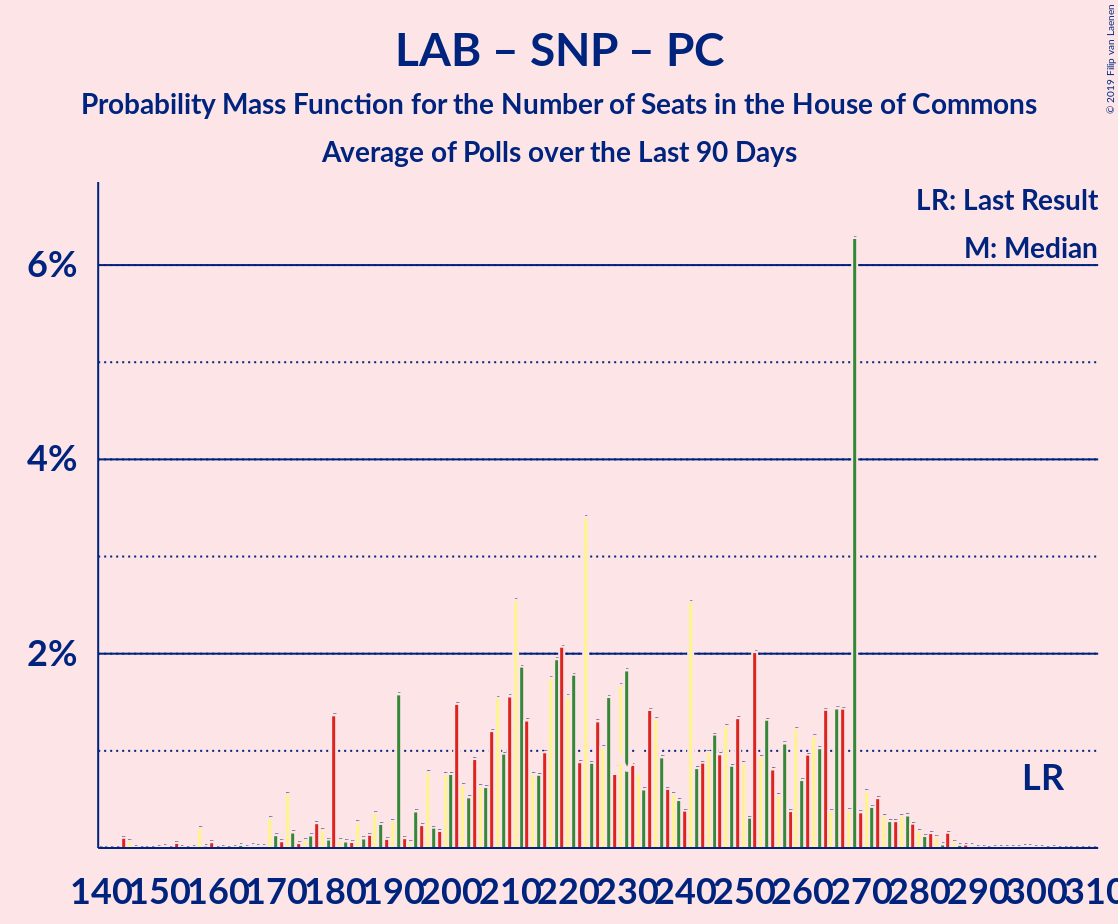 LAB – SNP – PC
Probability Mass Function for the Number of Seats in the House of Commons
Average of Polls over the Last 90 Days
© 2019 Filip van Laenen
LR: Last Result
M: Median
6%
4%
2%
LR
140 150 160 170 180 190 200 210 220 230 240 250 260 270 280 290 300 310